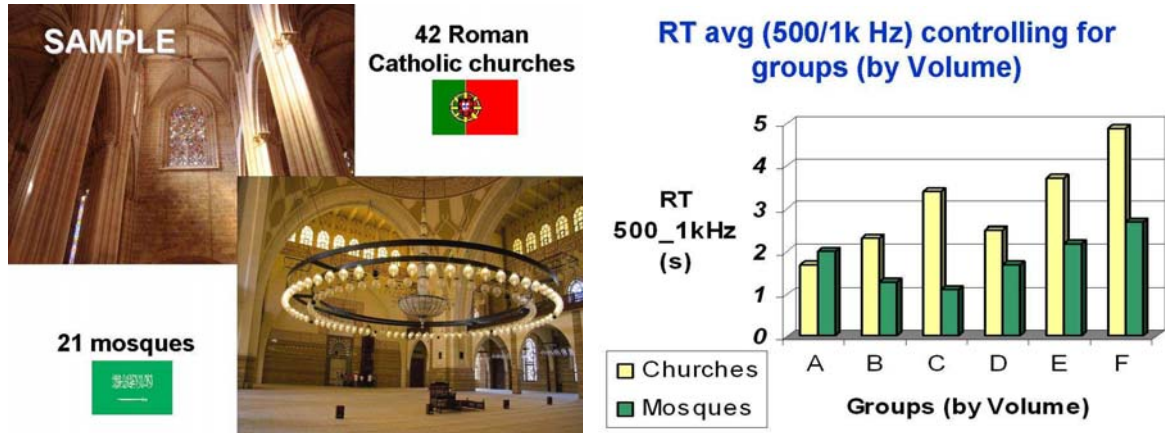 SAMPLE
42 Roman
Catholic churches
21 mosques
RT avg (500/1k Hz) controlling for
groups (by Volume)
RT
500_1kHz
(s)
5
4
3
2
1
0
A B C D E F
Churches
Mosques
Groups (by Volume)